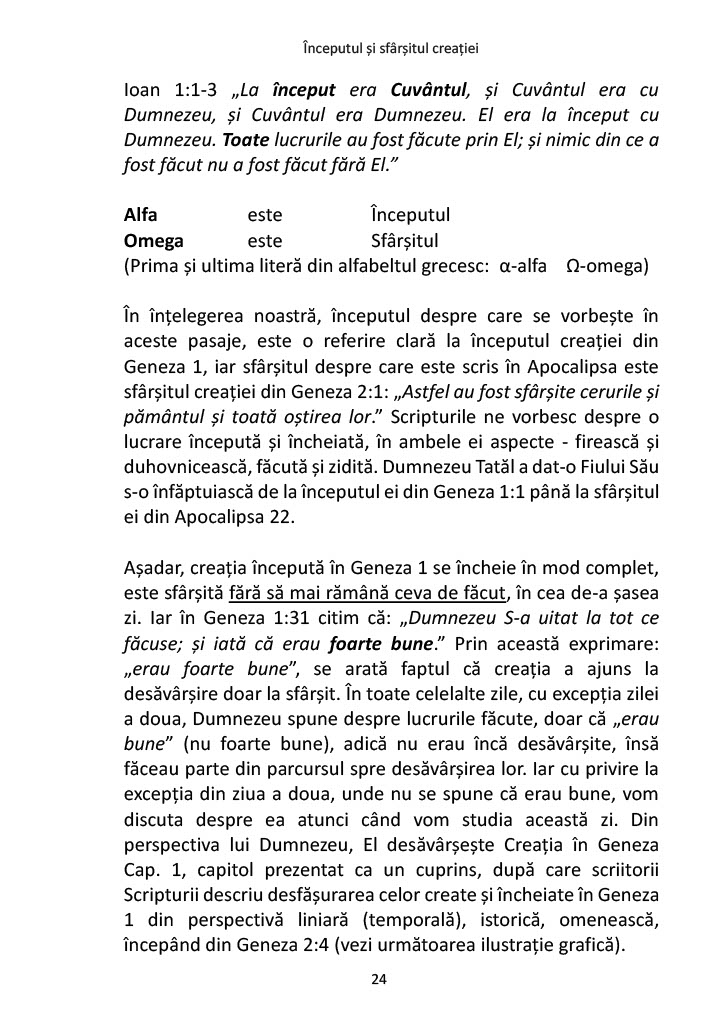 Începutul și sfârșitul creației
Ioan 1:1-3 „La început era Cuvântul, și Cuvântul era cu
Dumnezeu, și Cuvântul era Dumnezeu. El era la început cu
Dumnezeu. Toate lucrurile au fost făcute prin El; și nimic din ce a
fost făcut nu a fost făcut fără El.”
Alfa este Începutul
Omega este Sfârșitul
(Prima și ultima literă din alfabeltul grecesc: α-alfa Ω-omega)
În înțelegerea noastră, începutul despre care se vorbește în
aceste pasaje, este o referire clară la începutul creației din
Geneza 1, iar sfârșitul despre care este scris în Apocalipsa este
sfârșitul creației din Geneza 2:1: „Astfel au fost sfârșite cerurile și
pământul și toată oștirea lor.” Scripturile ne vorbesc despre o
lucrare începută și încheiată, în ambele ei aspecte - firească și
duhovnicească, făcută și zidită. Dumnezeu Tatăl a dat-o Fiului Său
s-o înfăptuiască de la începutul ei din Geneza 1:1 până la sfârșitul
ei din Apocalipsa 22.
Așadar, creația începută în Geneza 1 se încheie în mod complet,
este sfârșită fără să mai rămână ceva de făcut, în cea de-a șasea
zi. Iar în Geneza 1:31 citim că: „Dumnezeu S-a uitat la tot ce
făcuse; și iată că erau foarte bune.” Prin această exprimare:
„erau foarte bune”, se arată faptul că creația a ajuns la
desăvârșire doar la sfârșit. În toate celelalte zile, cu excepția zilei
a doua, Dumnezeu spune despre lucrurile făcute, doar că „erau
bune” (nu foarte bune), adică nu erau încă desăvârșite, însă
făceau parte din parcursul spre desăvârșirea lor. Iar cu privire la
excepția din ziua a doua, unde nu se spune că erau bune, vom
discuta despre ea atunci când vom studia această zi. Din
perspectiva lui Dumnezeu, El desăvârșește Creația în Geneza
Cap. 1, capitol prezentat ca un cuprins, după care scriitorii
Scripturii descriu desfășurarea celor create și încheiate în Geneza
1 din perspectivă liniară (temporală), istorică, omenească,
începând din Geneza 2:4 (vezi următoarea ilustrație grafică).
24